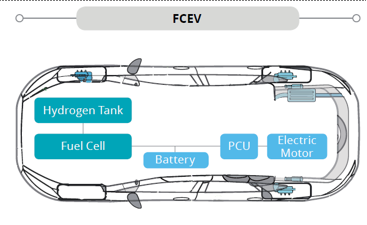 FCEV
Hydrogen Tank
Fuel Cell
Battery
PCU
Electric
Motor